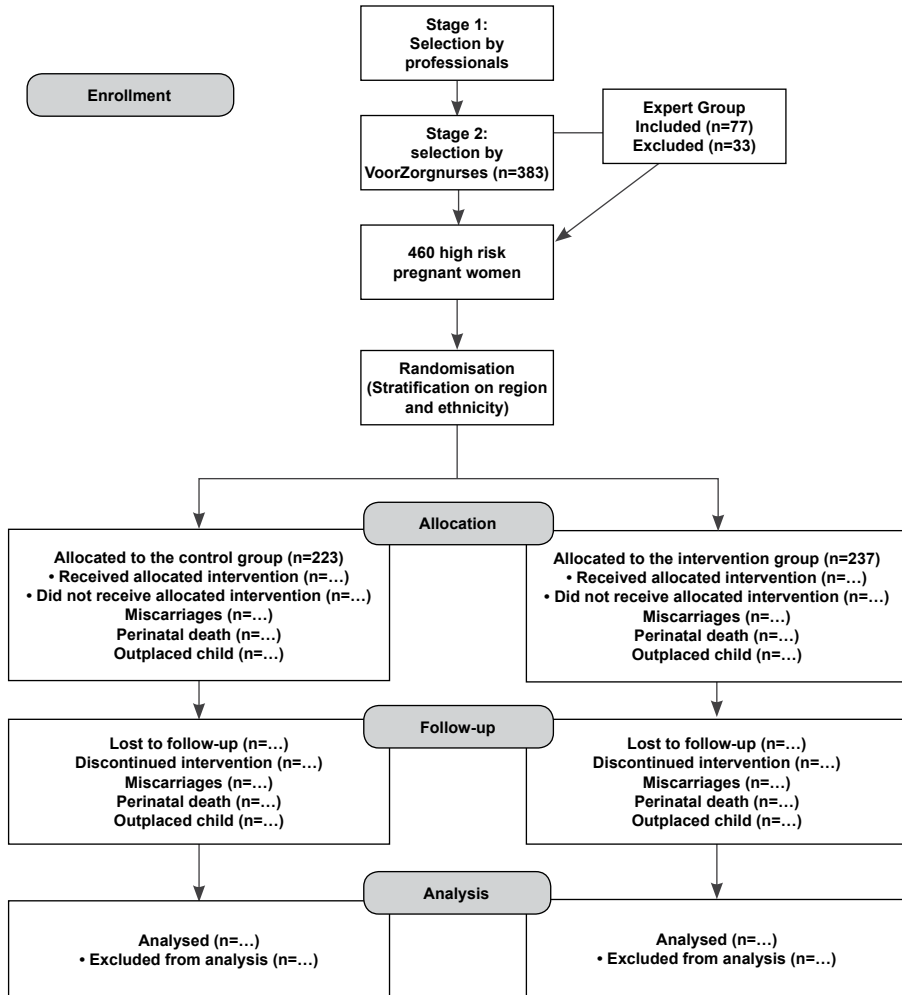 Stage 1:
Selection by
professionals
Enrollment
Expert Group
Included (n=77)
Excluded (n=33)
Stage 2:
selection by
VoorZorgnurses (n=383)
460 high risk
pregnant women
Randomisation
(Stratification on region
and ethnicity)
Allocation
Allocated to the control group (n=223)
• Received allocated intervention (n=…)
• Did not receive allocated intervention (n=…)
Miscarriages (n=…)
Perinatal death (n=…)
Outplaced child (n=…)
Allocated to the intervention group (n=237)
• Received allocated intervention (n=…)
• Did not receive allocated intervention (n=…)
Miscarriages (n=…)
Perinatal death (n=…)
Outplaced child (n=…)
Follow-up
Lost to follow-up (n=…)
Discontinued intervention (n=…)
Miscarriages (n=…)
Perinatal death (n=…)
Outplaced child (n=…)
Lost to follow-up (n=…)
Discontinued intervention (n=…)
Miscarriages (n=…)
Perinatal death (n=…)
Outplaced child (n=…)
Analysis
Analysed (n=…)
• Excluded from analysis (n=…)
Analysed (n=…)
• Excluded from analysis (n=…)